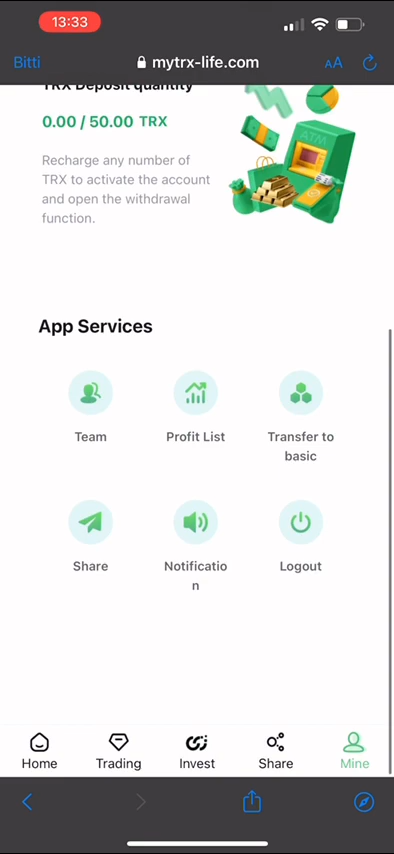 13:33
Bitti
mytrx-life.com
AA
TRX Deposit quantity
0.00 / 50.00 TRX
ATM
Recharge any number of
TRX to activate the account
and open the withdrawal
function.
App Services
Team
Profit List
Transfer to
basic
Share
Notificatio
n
Logout
Home
Trading
Invest
Share
Mine